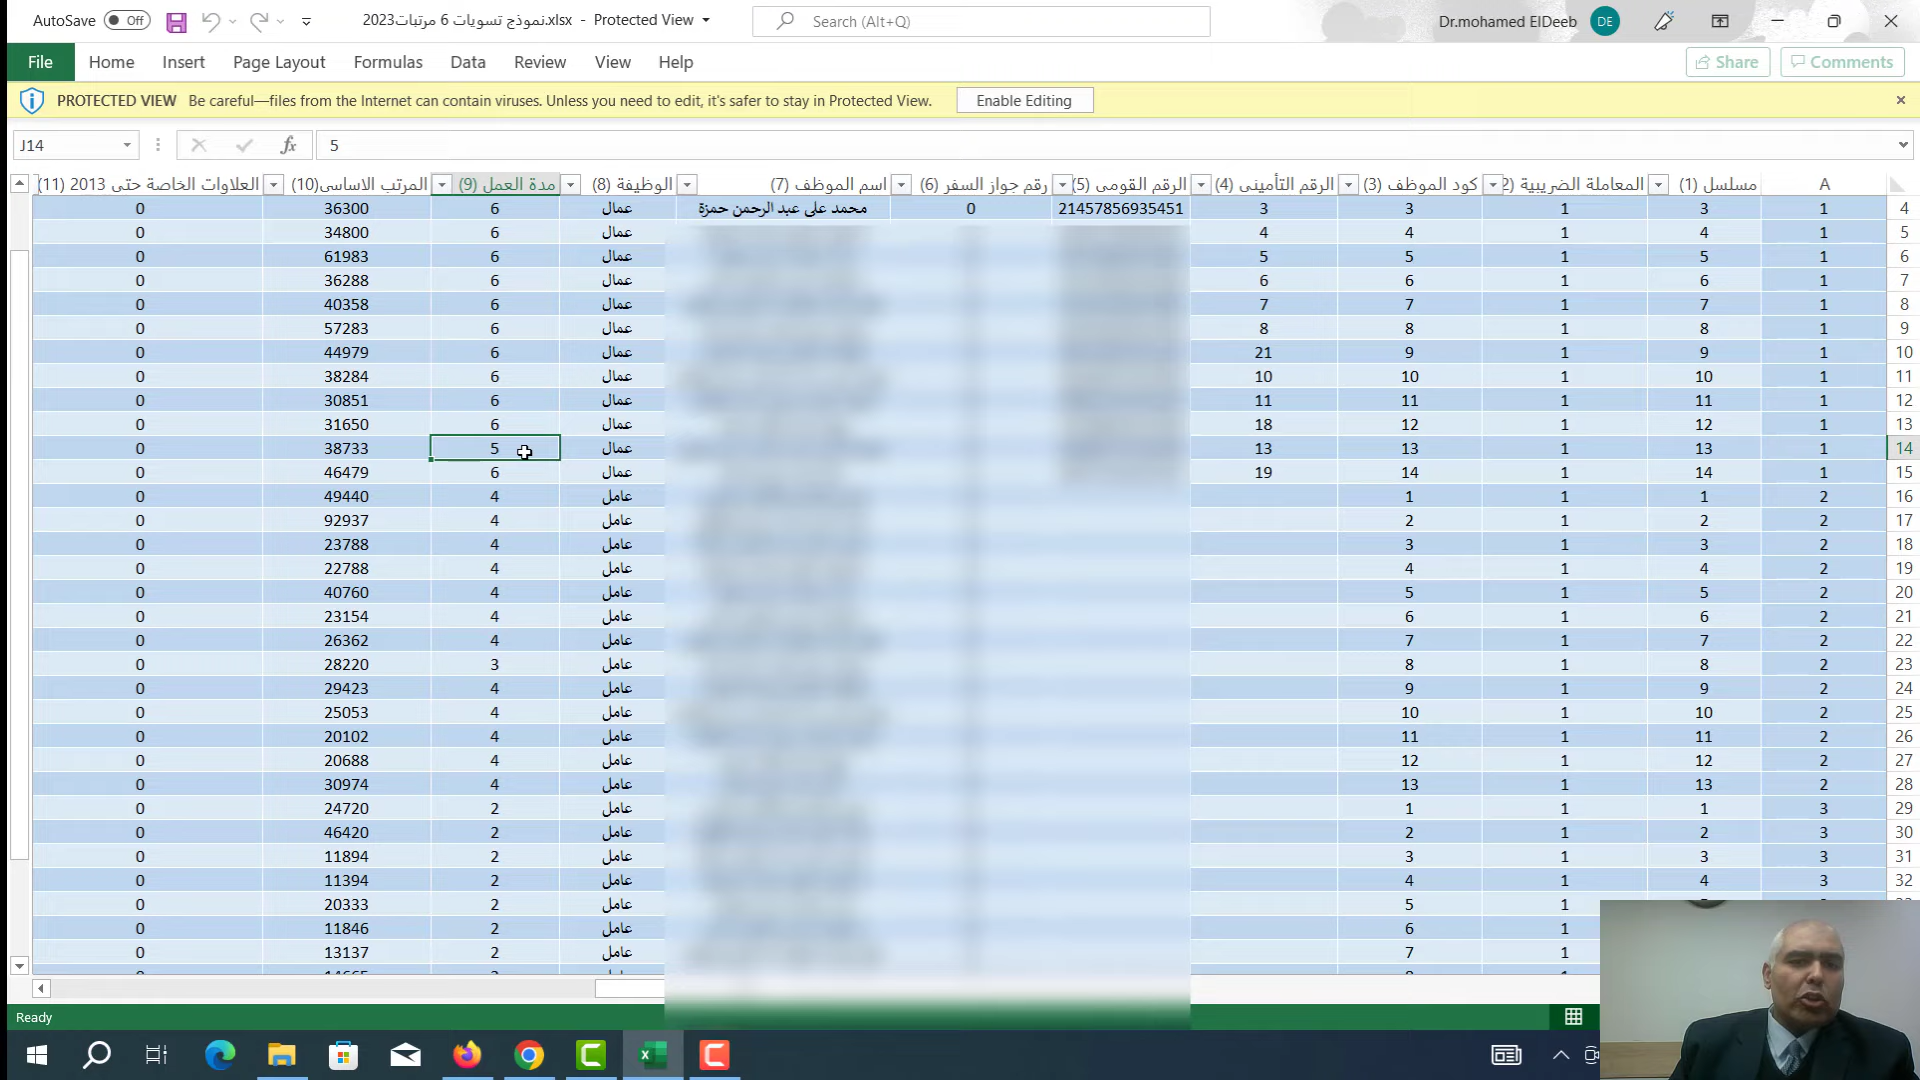 AutoSave Off نموذج تسويات 6 مرتبات2023.xlsx - Protected View Search (Alt+Q) Dr.mohamed ElDeeb DE
File Home Insert Page Layout Formulas Data Review View Help Share Comments
PROTECTED VIEW Be careful—files from the Internet can contain viruses. Unless you need to edit, it's safer to stay in Protected View. Enable Editing
J14 fx 5
A مسلسل (1) المعاملة الضريبية (2 كود الموظف (3) الرقم التأمينى (4) الرقم القومى (5) رقم جواز السفر (6) اسم الموظف (7) الوظيفة (8) مدة العمل (9) المرتب الاساسى(10) العلاوات الخاصة حتى 2013 (11)
4 1 3 1 3 3 21457856935451 0 محمد على عبد الرحمن حمزة عمال 6 36300 0
5 1 4 1 4 4 عمال 6 34800 0
6 1 5 1 5 5 عمال 6 61983 0
7 1 6 1 6 6 عمال 6 36288 0
8 1 7 1 7 7 عمال 6 40358 0
9 1 8 1 8 8 عمال 6 57283 0
10 1 9 1 9 21 عمال 6 44979 0
11 1 10 1 10 10 عمال 6 38284 0
12 1 11 1 11 11 عمال 6 30851 0
13 1 12 1 12 18 عمال 6 31650 0
14 1 13 1 13 13 عمال 5 38733 0
15 1 14 1 14 19 عمال 6 46479 0
16 2 1 1 1 عامل 4 49440 0
17 2 2 1 2 عامل 4 92937 0
18 2 3 1 3 عامل 4 23788 0
19 2 4 1 4 عامل 4 22788 0
20 2 5 1 5 عامل 4 40760 0
21 2 6 1 6 عامل 4 23154 0
22 2 7 1 7 عامل 4 26362 0
23 2 8 1 8 عامل 3 28220 0
24 2 9 1 9 عامل 4 29423 0
25 2 10 1 10 عامل 4 25053 0
26 2 11 1 11 عامل 4 20102 0
27 2 12 1 12 عامل 4 20688 0
28 2 13 1 13 عامل 4 30974 0
29 3 1 1 1 عامل 2 24720 0
30 3 2 1 2 عامل 2 46420 0
31 3 3 1 3 عامل 2 11894 0
32 3 4 1 4 عامل 2 11394 0
1 5 عامل 2 20333 0
1 6 عامل 2 11846 0
1 7 عامل 2 13137 0
Ready